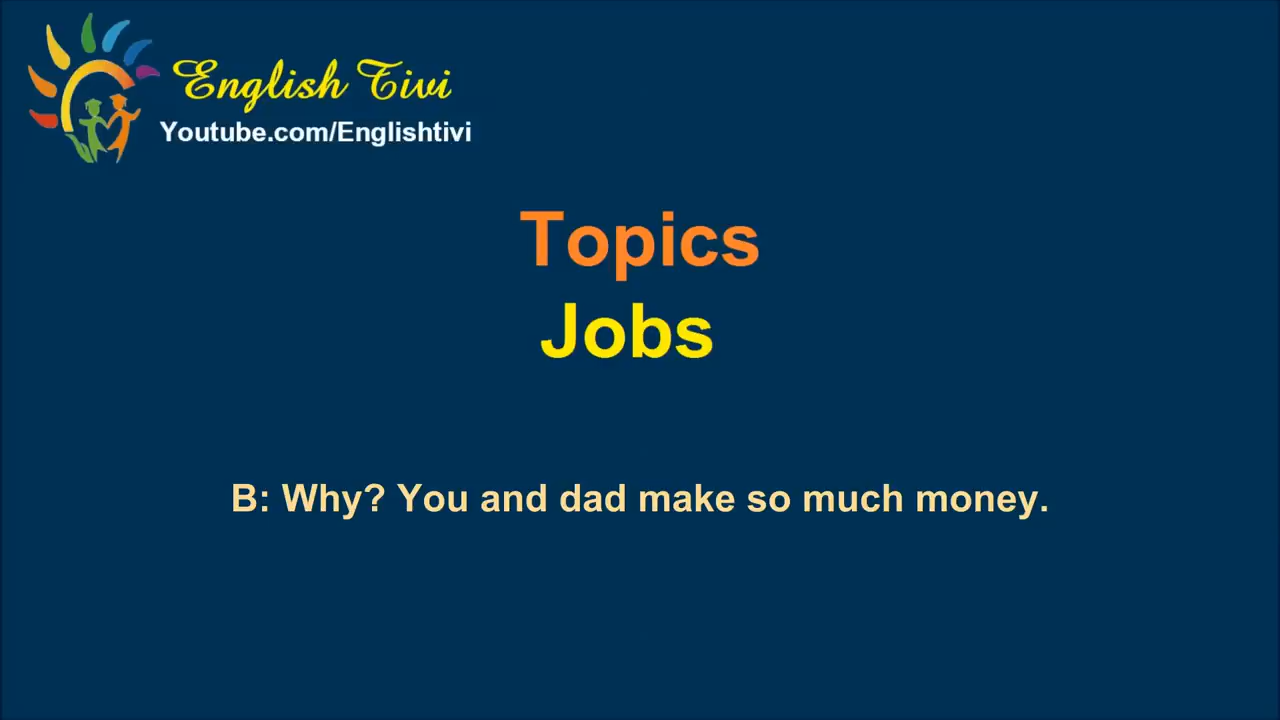 English Tivi
Youtube.com/Englishtivi
Topics
Jobs
B: Why? You and dad make so much money.